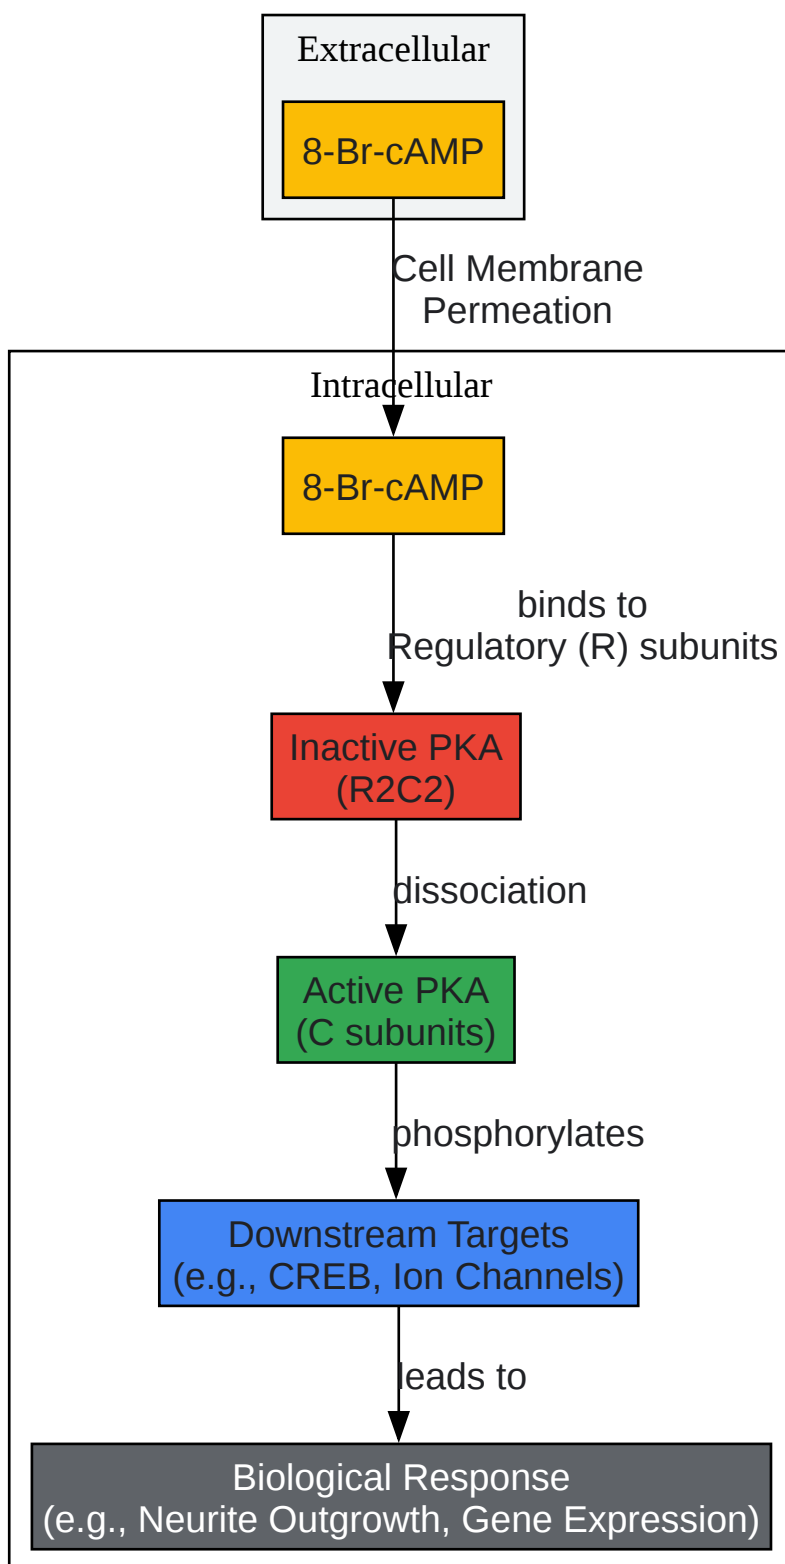 Extracellular
8-Br-cAMP
Cell Membrane
Permeation
Intracellular
8-Br-cAMP
binds to
Regulatory (R) subunits
Inactive PKA
(R2C2)
dissociation
Active PKA
(C subunits)
phosphorylates
Downstream Targets
(e.g., CREB, Ion Channels)
leads to
Biological Response
(e.g., Neurite Outgrowth, Gene Expression)